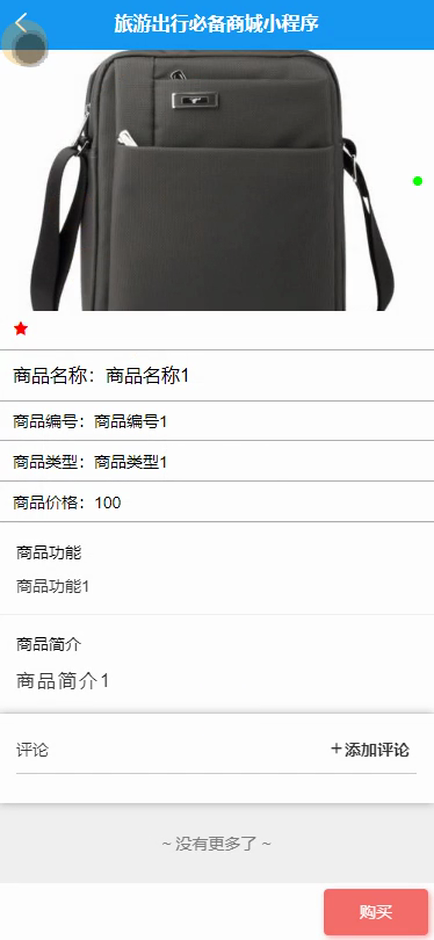 旅游出行必备商城小程序
商品名称：商品名称1
商品编号：商品编号1
商品类型：商品类型1
商品价格：100
商品功能
商品功能1
商品简介
商品简介1
评论
+添加评论
~ 没有更多了 ~
购买